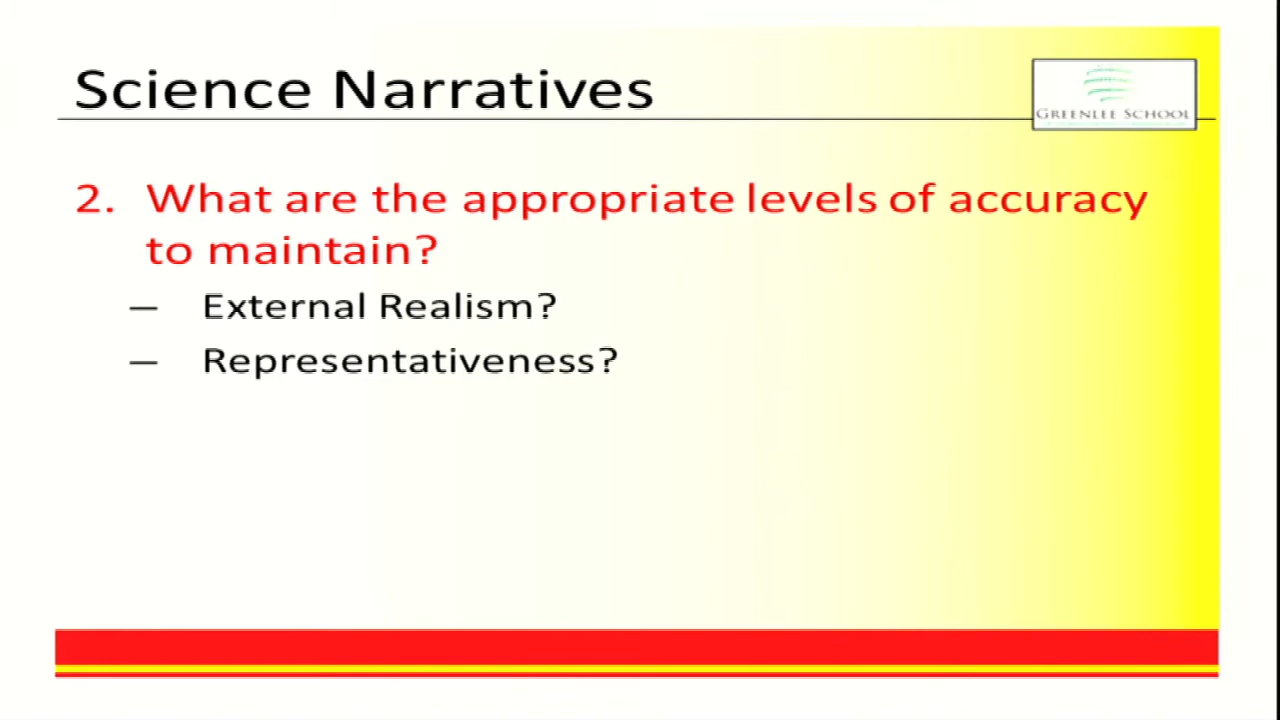 Science Narratives
GREENLEE SCHOOL
2. What are the appropriate levels of accuracy
to maintain?
— External Realism?
— Representativeness?